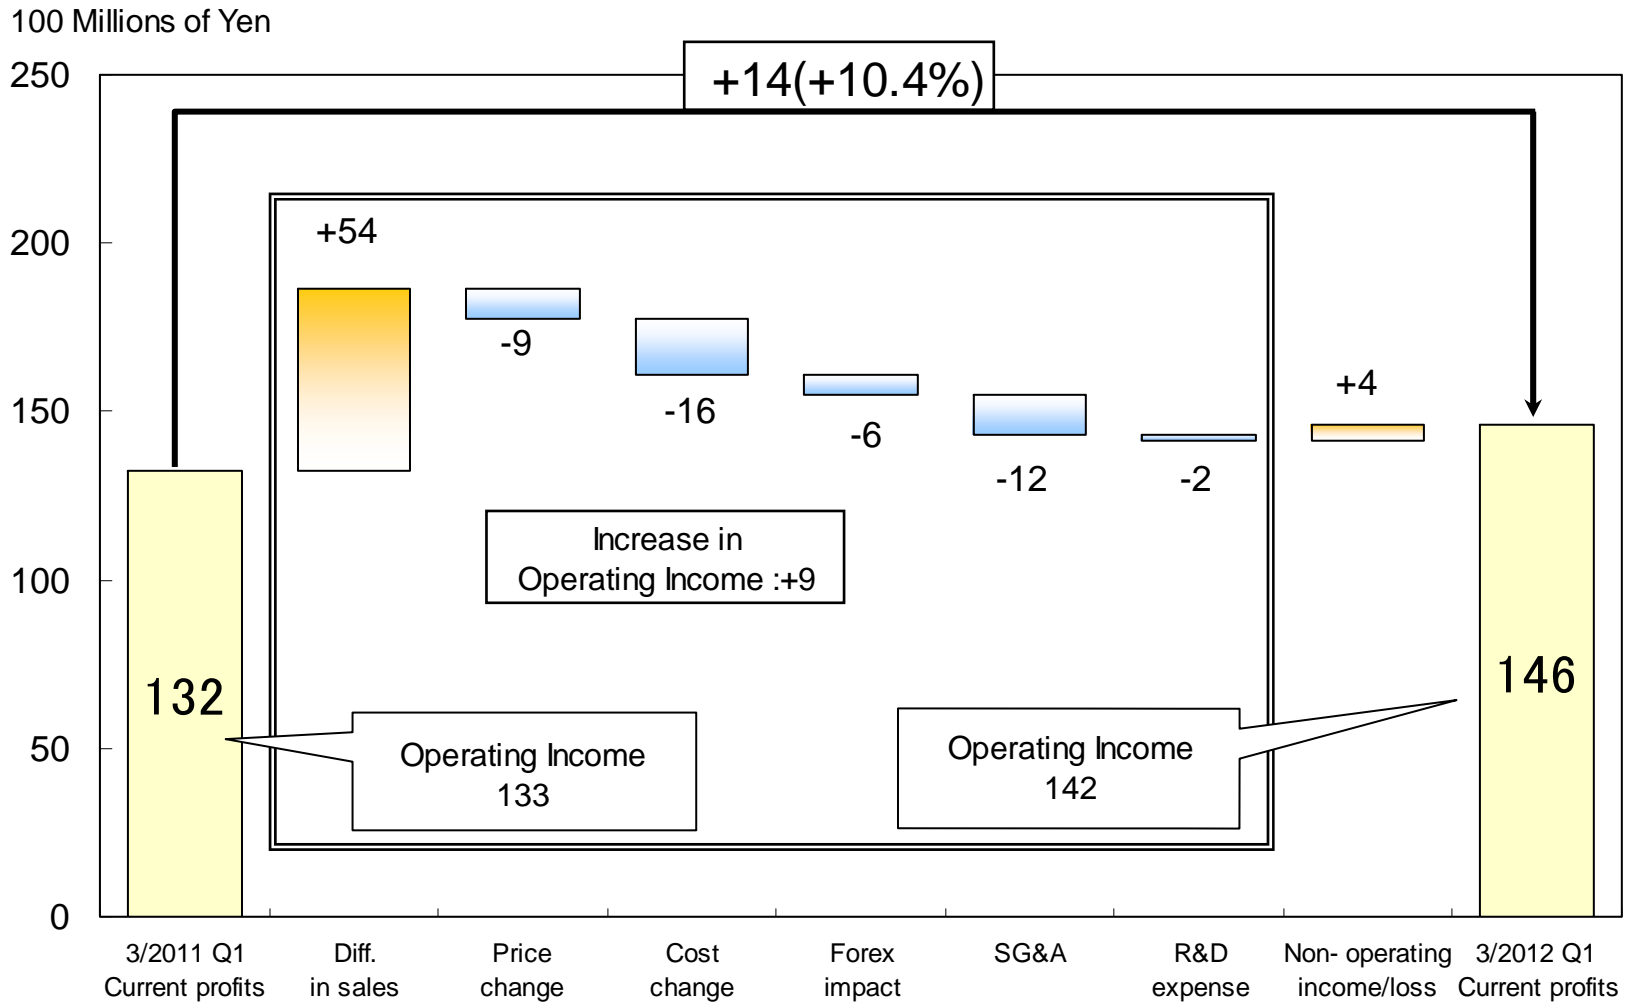 100 Millions of Yen
+14(+10.4%)
250
200
150
100
50
0
+54
-9
-16
-6
-12
-2
+4
Increase in
Operating Income :+9
132
146
Operating Income
133
Operating Income
142
3/2011 Q1
Current profits
Diff.
in sales
Price
change
Cost
change
Forex
impact
SG&A
R&D
expense
Non- operating
income/loss
3/2012 Q1
Current profits